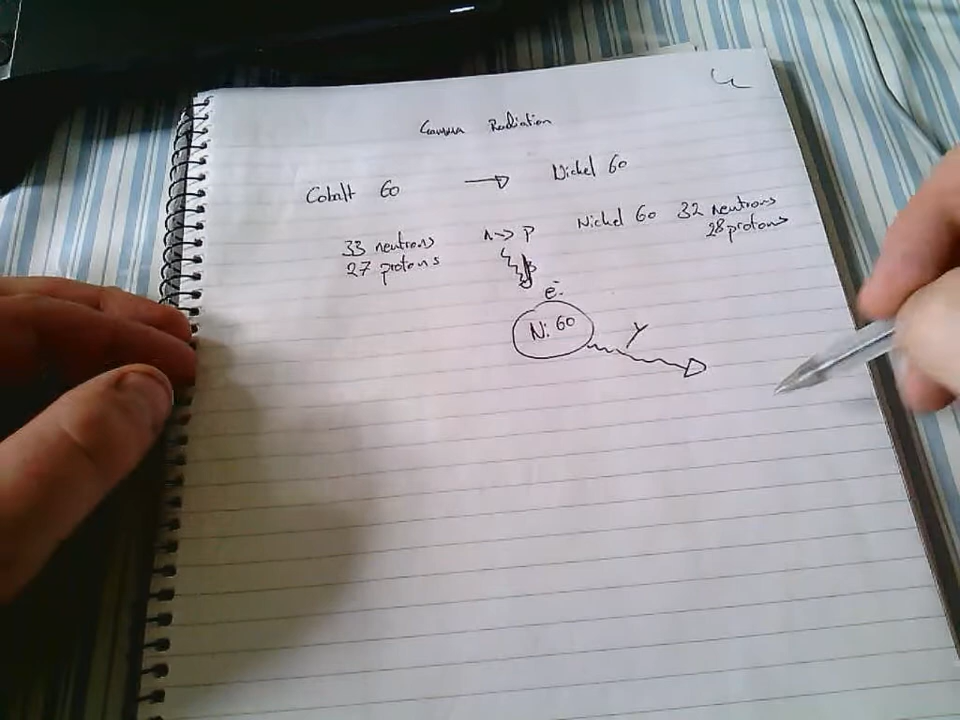 Gamma Radiation
Cobalt 60 → Nickel 60
33 neutrons n -> p Nickel 60 32 neutrons
27 protons 28 protons
e-
Ni 60 γ